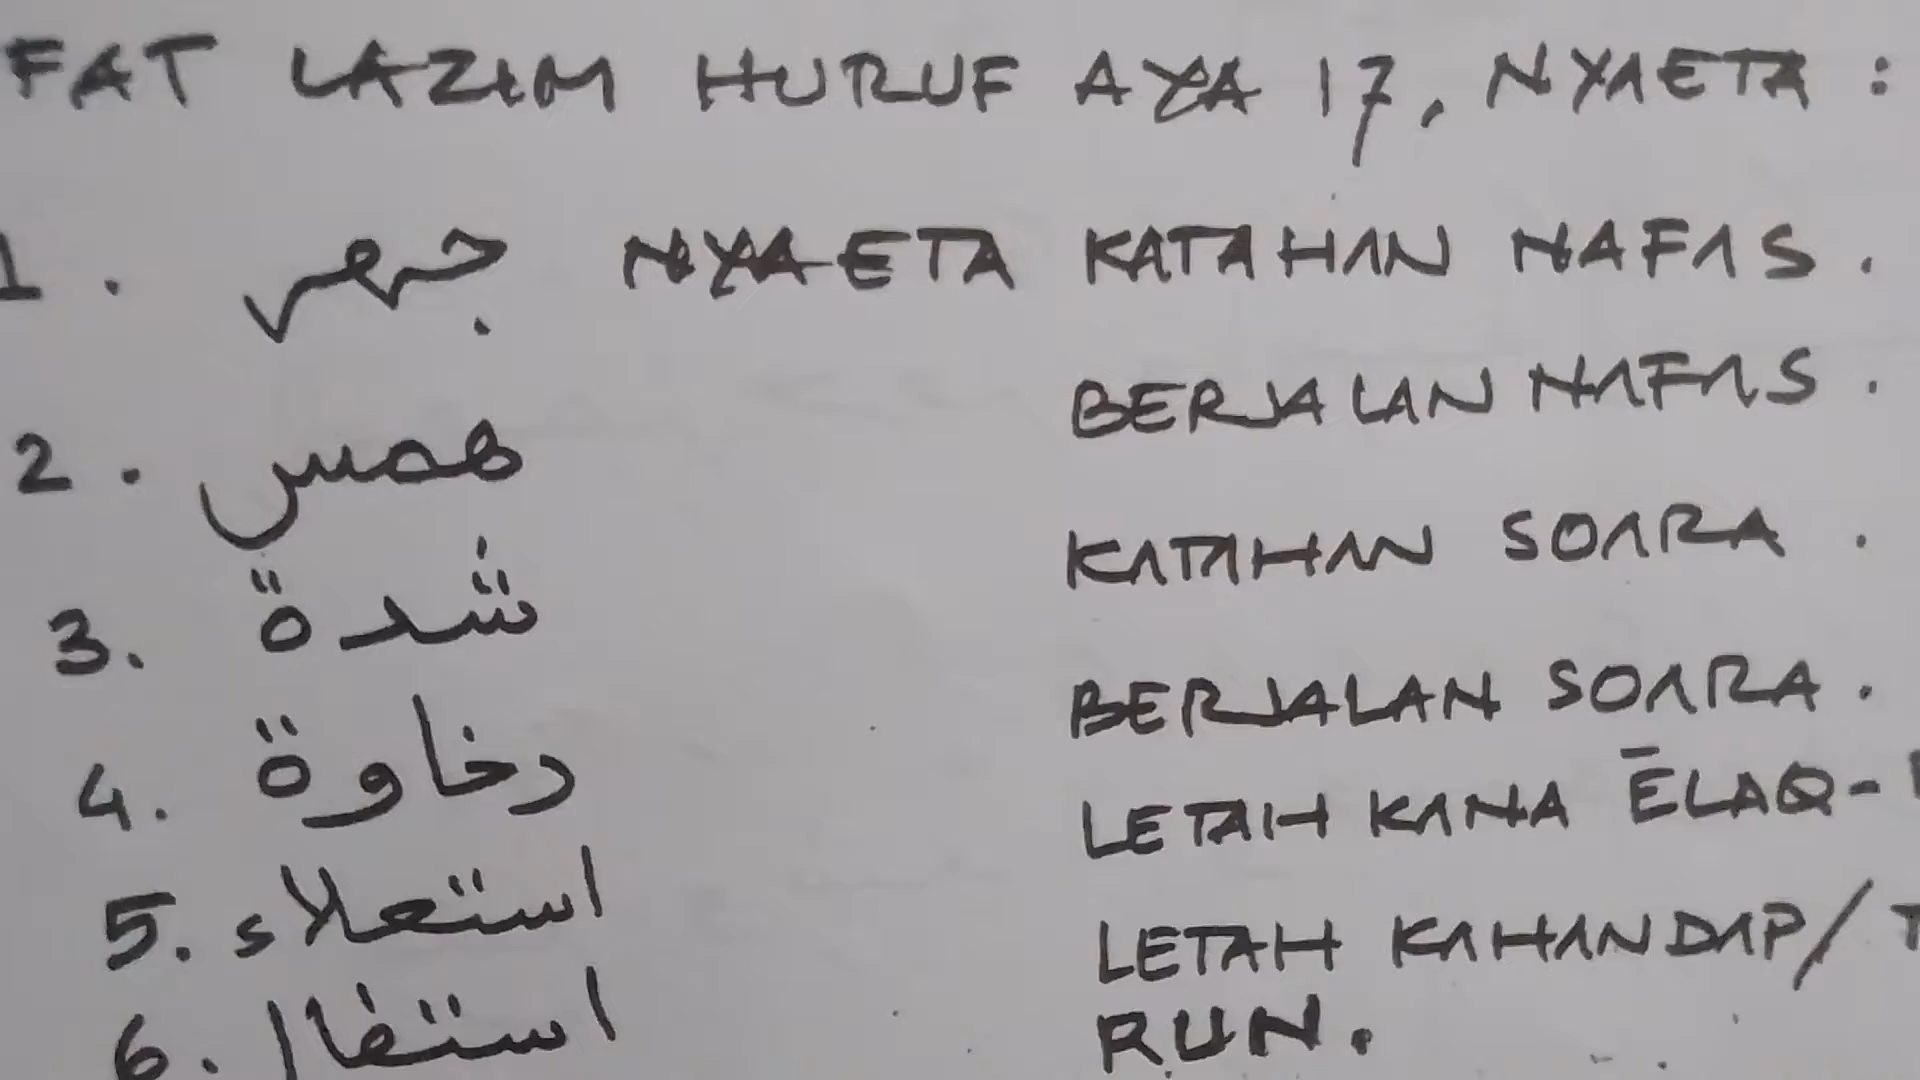 FAT LAZIM HURUF AYA 17, NYAETA :
1. جهر NYAETA KATAHAN NAFAS.
2. همس BERJALAN NAFAS.
3. شدة KATAHAN SOARA.
4. رخاوة BERJALAN SOARA.
5. استعلاء LETAH KANA ĒLAQ-
6. استفال LETAH KAHANDAP/ T
RUN.